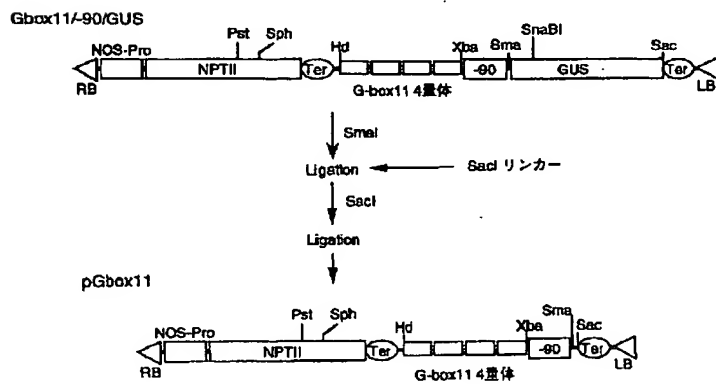 Gbox11/-90/GUS
SnaBI
Pst Sph Hd Xba Sma Sac
NOS-Pro
NPTII Ter -90 GUS Ter
RB LB
G-box11 4量体
SmaI
Ligation SacI リンカー
SacI
Ligation
pGbox11
Pst Sph Hd Xba Sma Sac
NOS-Pro
NPTII Ter -90 Ter
RB LB
G-box11 4量体